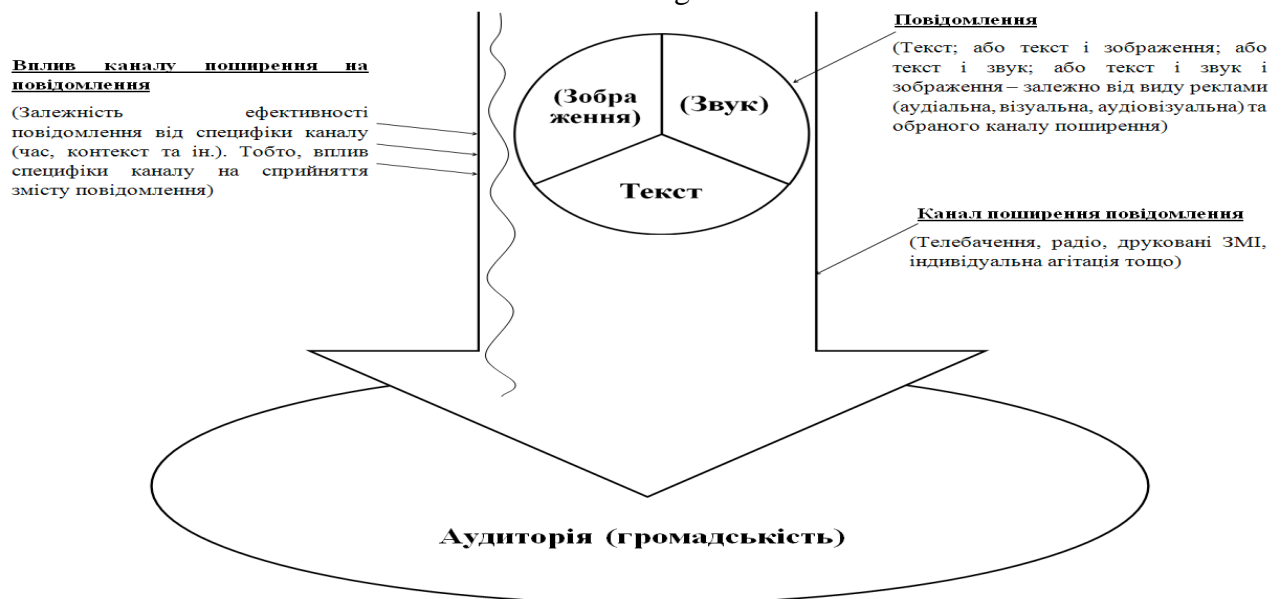 Вплив каналу поширення на
повідомлення
(Залежність ефективності
повідомлення від специфіки каналу
(час, контекст та ін.). Тобто, вплив
специфіки каналу на сприйняття
змісту повідомлення)
(Зобра
ження)
(Звук)
Текст
Повідомлення
(Текст; або текст і зображення; або
текст і звук; або текст і звук і
зображення – залежно від виду реклами
(аудіальна, візуальна, аудіовізуальна) та
обраного каналу поширення)
Канал поширення повідомлення
(Телебачення, радіо, друковані ЗМІ,
індивідуальна агітація тощо)
Аудиторія (громадськість)